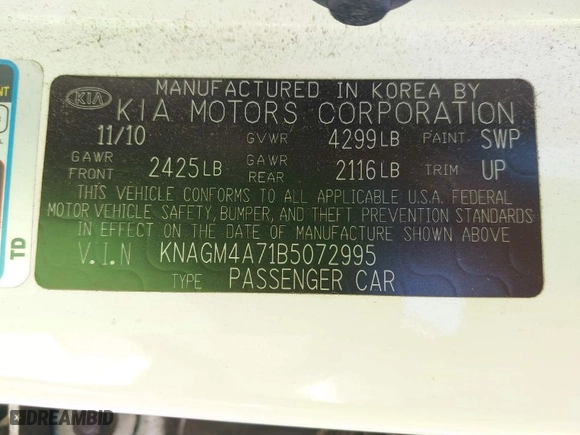 MANUFACTURED IN KOREA BY
KIA KIA MOTORS CORPORATION
11/10 GVWR 4299LB PAINT SWP
GAWR FRONT 2425LB GAWR REAR 2116LB TRIM UP
THIS VEHICLE CONFORMS TO ALL APPLICABLE U.S.A. FEDERAL
MOTOR VEHICLE SAFETY, BUMPER, AND THEFT PREVENTION STANDARDS
IN EFFECT ON THE DATE OF MANUFACTURE SHOWN ABOVE
V.I.N KNAGM4A71B5072995
TYPE PASSENGER CAR
TD
DREAMBID